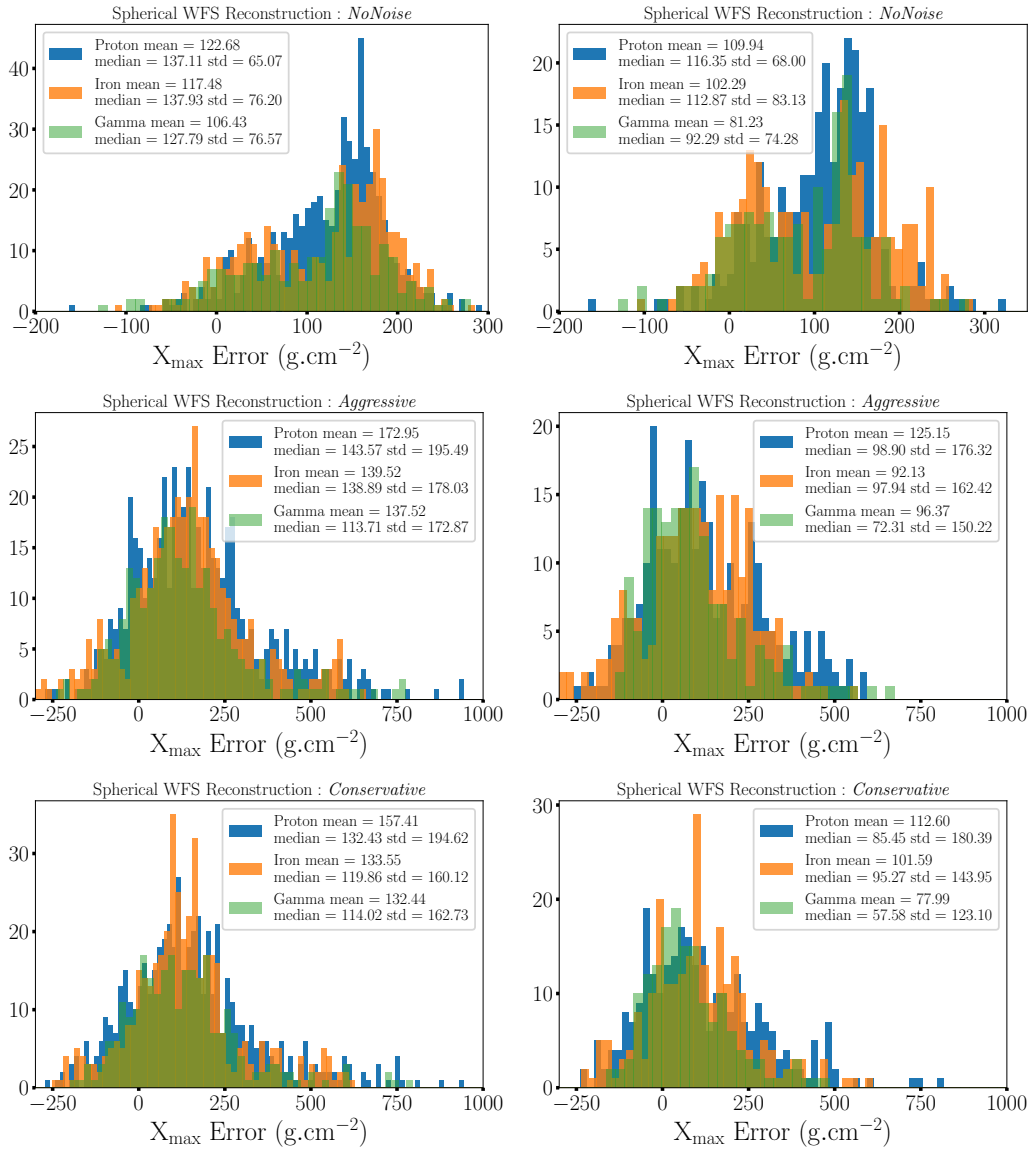 Spherical WFS Reconstruction : NoNoise
Proton mean = 122.68
median = 137.11 std = 65.07
Iron mean = 117.48
median = 137.93 std = 76.20
Gamma mean = 106.43
median = 127.79 std = 76.57
40
30
20
10
0
−200 −100 0 100 200 300
X_max Error (g.cm⁻²)
Spherical WFS Reconstruction : NoNoise
Proton mean = 109.94
median = 116.35 std = 68.00
Iron mean = 102.29
median = 112.87 std = 83.13
Gamma mean = 81.23
median = 92.29 std = 74.28
20
15
10
5
0
−200 −100 0 100 200 300
X_max Error (g.cm⁻²)
Spherical WFS Reconstruction : Aggressive
Proton mean = 172.95
median = 143.57 std = 195.49
Iron mean = 139.52
median = 138.89 std = 178.03
Gamma mean = 137.52
median = 113.71 std = 172.87
25
20
15
10
5
0
−250 0 250 500 750 1000
X_max Error (g.cm⁻²)
Spherical WFS Reconstruction : Aggressive
Proton mean = 125.15
median = 98.90 std = 176.32
Iron mean = 92.13
median = 97.94 std = 162.42
Gamma mean = 96.37
median = 72.31 std = 150.22
20
15
10
5
0
−250 0 250 500 750 1000
X_max Error (g.cm⁻²)
Spherical WFS Reconstruction : Conservative
Proton mean = 157.41
median = 132.43 std = 194.62
Iron mean = 133.55
median = 119.86 std = 160.12
Gamma mean = 132.44
median = 114.02 std = 162.73
30
20
10
0
−250 0 250 500 750 1000
X_max Error (g.cm⁻²)
Spherical WFS Reconstruction : Conservative
Proton mean = 112.60
median = 85.45 std = 180.39
Iron mean = 101.59
median = 95.27 std = 143.95
Gamma mean = 77.99
median = 57.58 std = 123.10
30
20
10
0
−250 0 250 500 750 1000
X_max Error (g.cm⁻²)